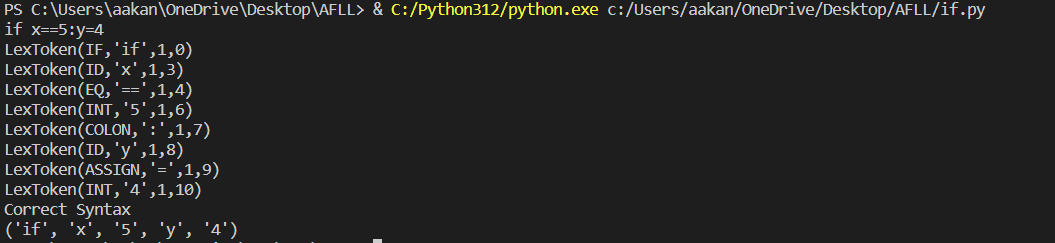 PS C:\Users\aakan\OneDrive\Desktop\AFLL> & C:/Python312/python.exe c:/Users/aakan/OneDrive/Desktop/AFLL/if.py
if x==5:y=4
LexToken(IF,'if',1,0)
LexToken(ID,'x',1,3)
LexToken(EQ,'==',1,4)
LexToken(INT,'5',1,6)
LexToken(COLON,':',1,7)
LexToken(ID,'y',1,8)
LexToken(ASSIGN,'=',1,9)
LexToken(INT,'4',1,10)
Correct Syntax
('if', 'x', '5', 'y', '4')